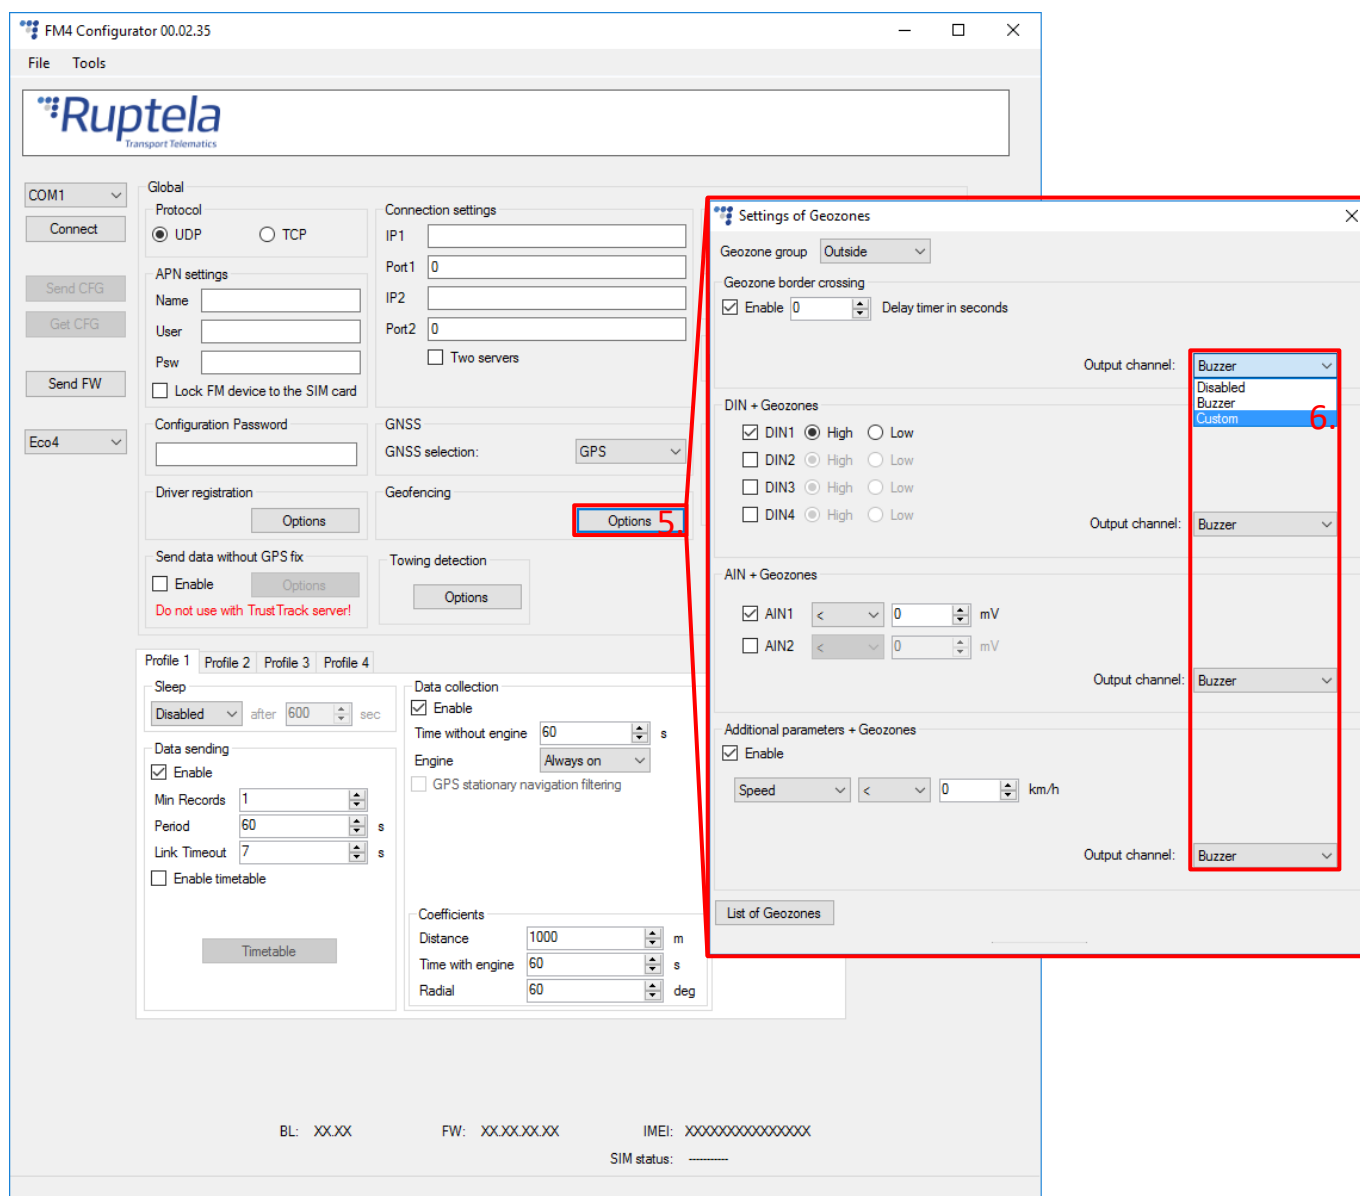 FM4 Configurator 00.02.35
File Tools
Ruptela
Transport Telematics
COM1
Connect
Send CFG
Get CFG
Send FW
Eco4
Global
Protocol
UDP TCP
APN settings
Name
User
Psw
Lock FM device to the SIM card
Configuration Password
Driver registration
Options
Send data without GPS fix
Enable Options
Do not use with TrustTrack server!
Connection settings
IP1
Port1 0
IP2
Port2 0
Two servers
GNSS
GNSS selection: GPS
Geofencing
Options 5.
Towing detection
Options
Profile 1 Profile 2 Profile 3 Profile 4
Sleep
Disabled after 600 sec
Data sending
Enable
Min Records 1
Period 60 s
Link Timeout 7 s
Enable timetable
Timetable
Data collection
Enable
Time without engine 60 s
Engine Always on
GPS stationary navigation filtering
Coefficients
Distance 1000 m
Time with engine 60 s
Radial 60 deg
BL: XX.XX FW: XX.XX.XX.XX IMEI: XXXXXXXXXXXXXXX
SIM status: -----------
Settings of Geozones
Geozone group Outside
Geozone border crossing
Enable 0 Delay timer in seconds
Output channel: Buzzer
Disabled
Buzzer
Custom 6.
DIN + Geozones
DIN1 High Low
DIN2 High Low
DIN3 High Low
DIN4 High Low
Output channel: Buzzer
AIN + Geozones
AIN1 < 0 mV
AIN2 < 0 mV
Output channel: Buzzer
Additional parameters + Geozones
Enable
Speed < 0 km/h
Output channel: Buzzer
List of Geozones